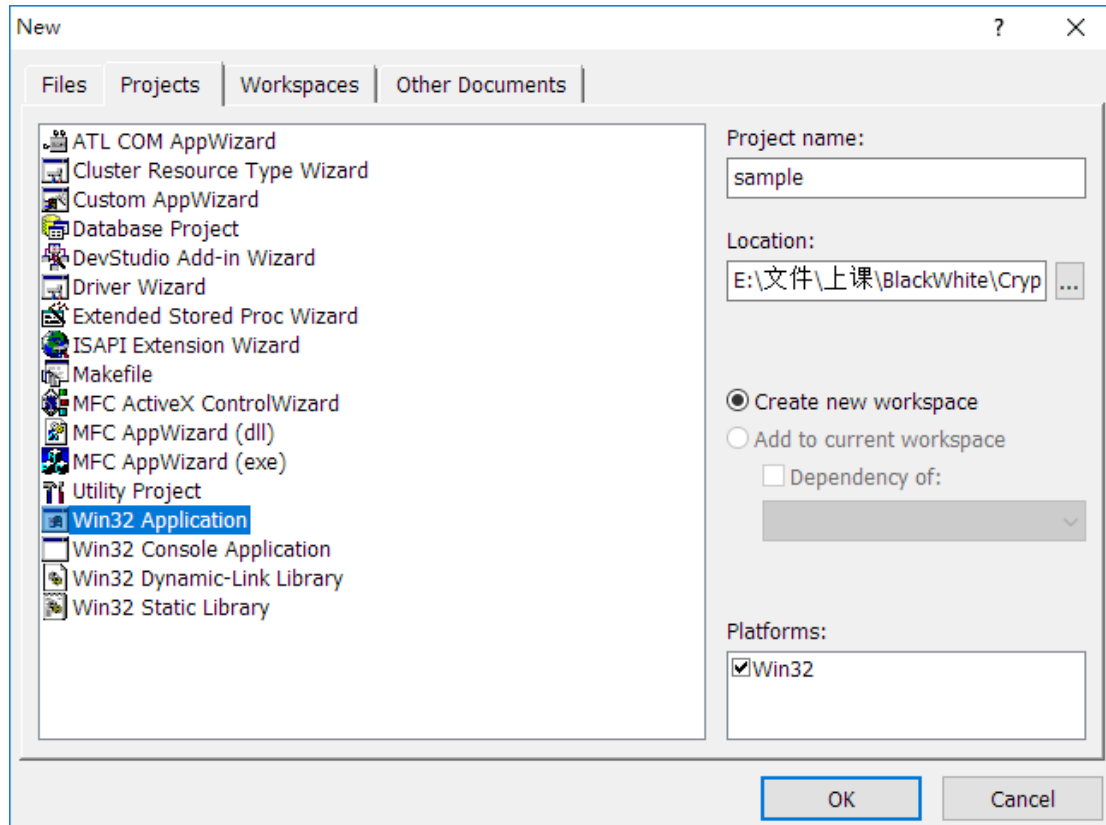 New
Files
Projects
Workspaces
Other Documents
ATL COM AppWizard
Cluster Resource Type Wizard
Custom AppWizard
Database Project
DevStudio Add-in Wizard
Driver Wizard
Extended Stored Proc Wizard
ISAPI Extension Wizard
Makefile
MFC ActiveX ControlWizard
MFC AppWizard (dll)
MFC AppWizard (exe)
Utility Project
Win32 Application
Win32 Console Application
Win32 Dynamic-Link Library
Win32 Static Library
Project name:
sample
Location:
E:\文件\上课\BlackWhite\Cryp
...
Create new workspace
Add to current workspace
Dependency of:
Platforms:
Win32
OK
Cancel